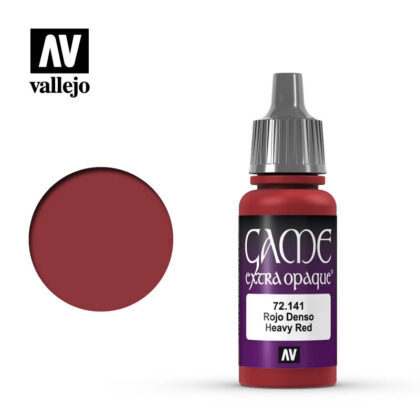 AV
vallejo
GAME
extra opaque®
72.141
Rojo Denso
Heavy Red
AV